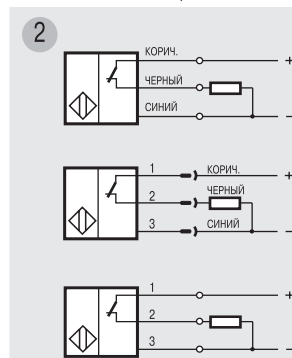 2
КОРИЧ. +
ЧЕРНЫЙ
СИНИЙ −
1 КОРИЧ. +
2 ЧЕРНЫЙ
3 СИНИЙ −
1 +
2
3 −